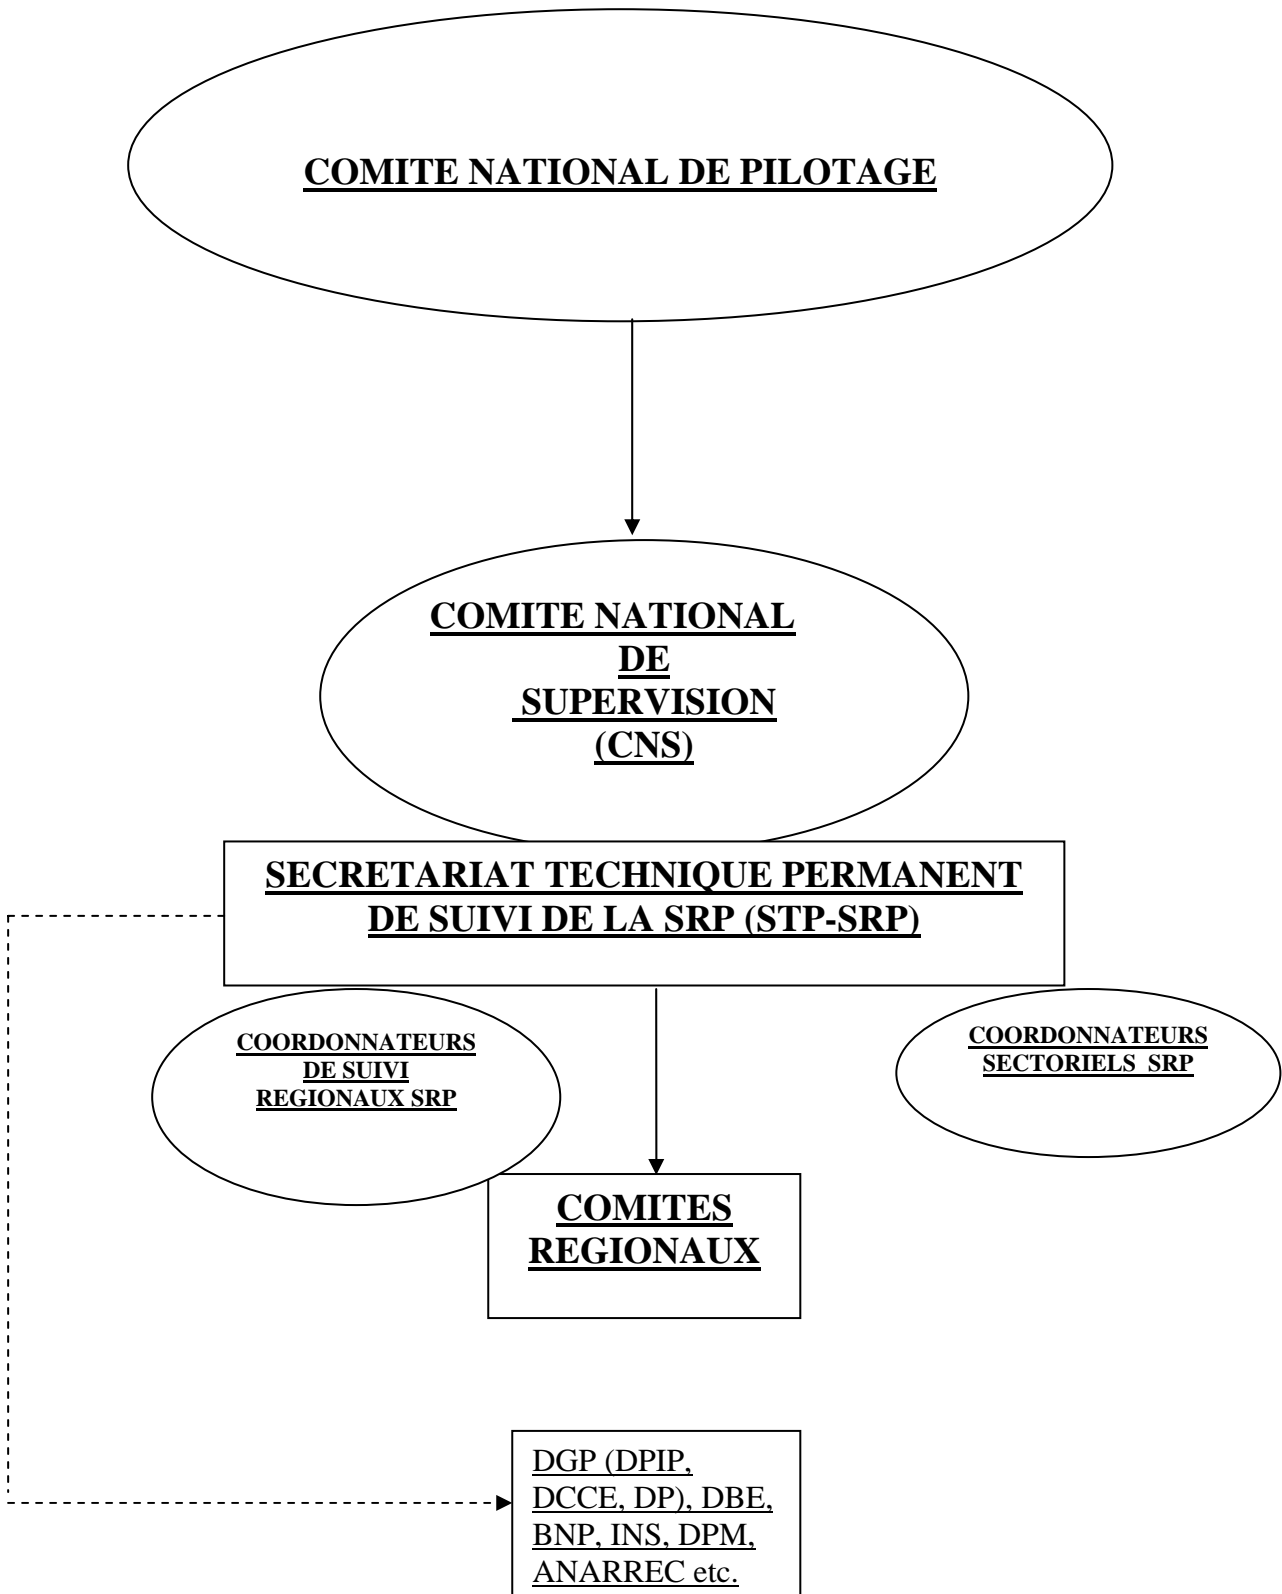 COMITE NATIONAL DE PILOTAGE
COMITE NATIONAL
DE
SUPERVISION
(CNS)
SECRETARIAT TECHNIQUE PERMANENT
DE SUIVI DE LA SRP (STP-SRP)
COORDONNATEURS
DE SUIVI
REGIONAUX SRP
COORDONNATEURS
SECTORIELS SRP
COMITES
REGIONAUX
DGP (DPIP,
DCCE, DP), DBE,
BNP, INS, DPM,
ANARREC etc.